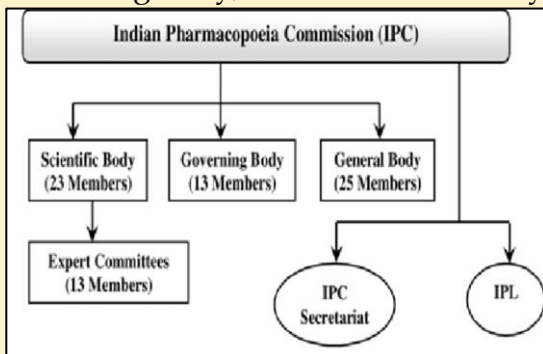 Indian Pharmacopoeia Commission (IPC)
Scientific Body
(23 Members)
Governing Body
(13 Members)
General Body
(25 Members)
Expert Committees
(13 Members)
IPC
Secretariat
IPL